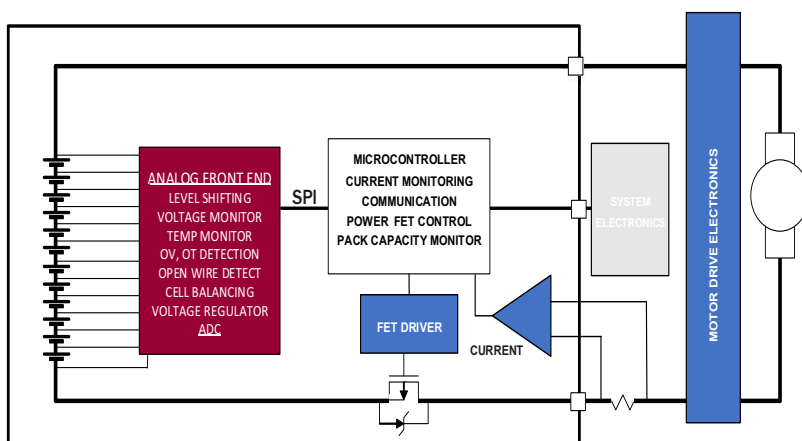 ANALOG FRONT END
LEVEL SHIFTING
VOLTAGE MONITOR
TEMP MONITOR
OV, OT DETECTION
OPEN WIRE DETECT
CELL BALANCING
VOLTAGE REGULATOR
ADC
SPI
MICROCONTROLLER
CURRENT MONITORING
COMMUNICATION
POWER FET CONTROL
PACK CAPACITY MONITOR
FET DRIVER
CURRENT
SYSTEM
ELECTRONICS
MOTOR DRIVE ELECTRONICS